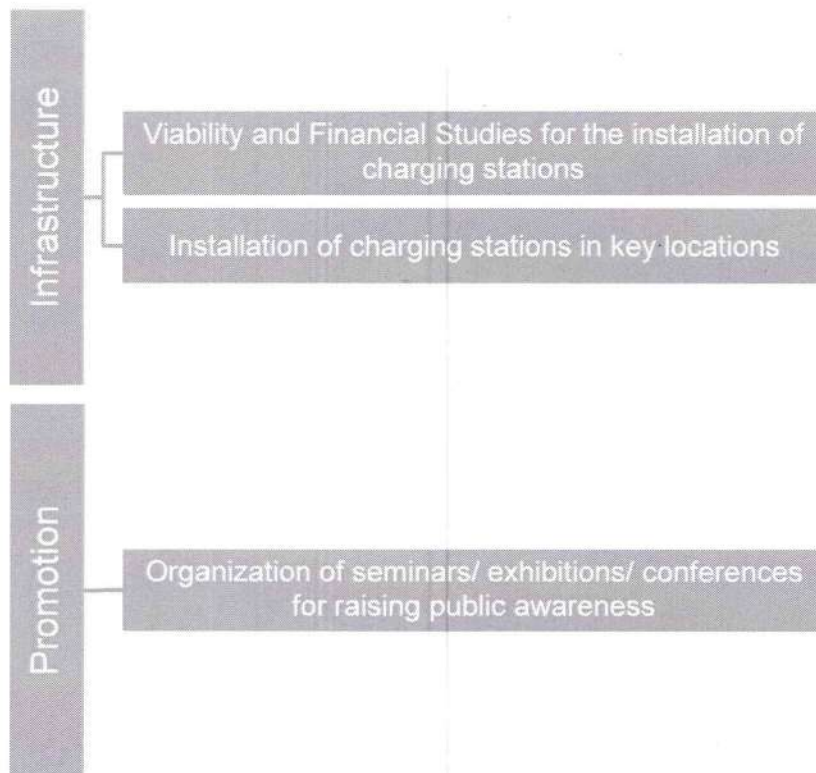 Infrastructure
Viability and Financial Studies for the installation of
charging stations
Installation of charging stations in key locations
Promotion
Organization of seminars/ exhibitions/ conferences
for raising public awareness